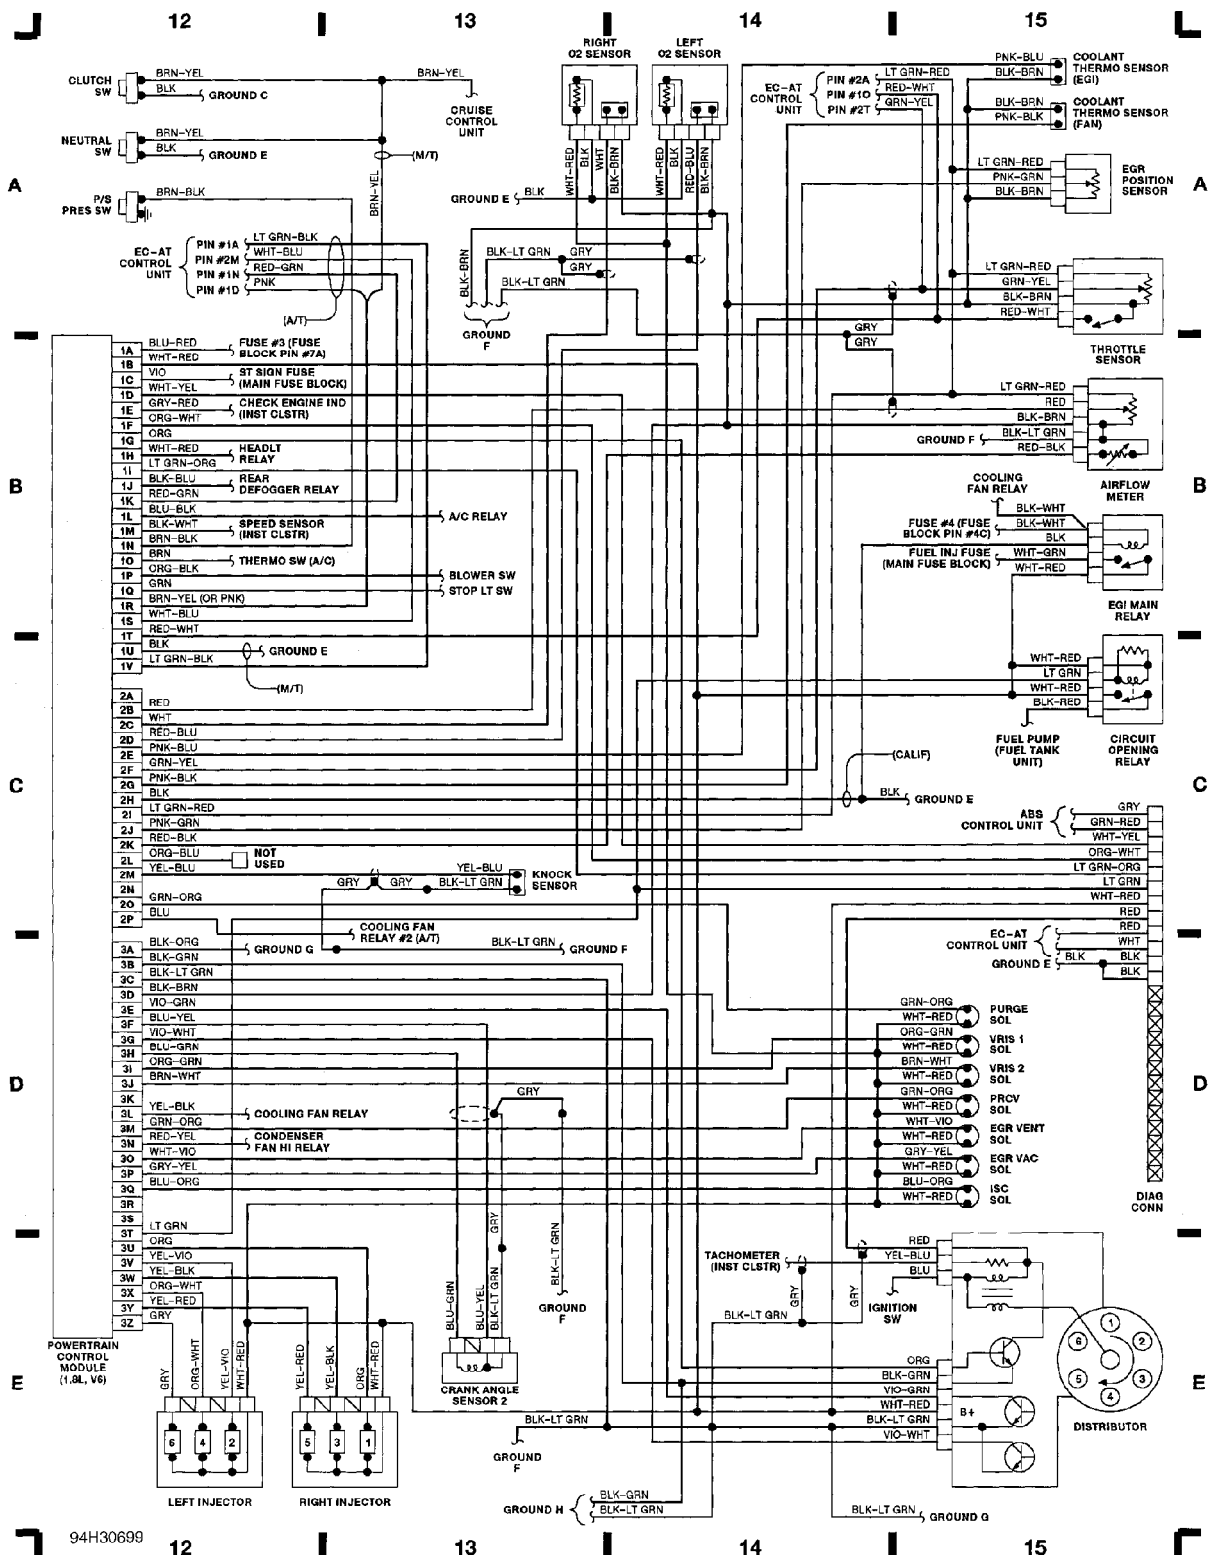 12 13 14 15
RIGHT O2 SENSOR
LEFT O2 SENSOR
CLUTCH SW
BRN-YEL
BLK
GROUND C
BRN-YEL
CRUISE CONTROL UNIT
NEUTRAL SW
BRN-YEL
BLK
GROUND E
(M/T)
P/S PRES SW
BRN-BLK
BRN-YEL
A
EC-AT CONTROL UNIT
PIN #1A LT GRN-BLK
PIN #2M WHT-BLU
PIN #1N RED-GRN
PIN #1D PNK
(A/T)
WHT-RED
BLK
WHT
BLK-BRN
WHT-RED
BLK
RED-BLU
BLK-BRN
GROUND E
BLK
BLK-BRN
BLK-LT GRN
GRY
GRY
BLK-LT GRN
GROUND F
EC-AT CONTROL UNIT
PIN #2A LT GRN-RED
PIN #1O RED-WHT
PIN #2T GRN-YEL
PNK-BLU
BLK-BRN
COOLANT THERMO SENSOR (EGI)
BLK-BRN
PNK-BLK
COOLANT THERMO SENSOR (FAN)
LT GRN-RED
PNK-GRN
BLK-BRN
EGR POSITION SENSOR
A
LT GRN-RED
GRN-YEL
BLK-BRN
RED-WHT
THROTTLE SENSOR
GRY
GRY
LT GRN-RED
RED
BLK-BRN
GROUND F
BLK-LT GRN
RED-BLK
AIRFLOW METER
B
COOLING FAN RELAY
BLK-WHT
FUSE #4 (FUSE BLOCK PIN #4C)
BLK-WHT
BLK
FUEL INJ FUSE (MAIN FUSE BLOCK)
WHT-GRN
WHT-RED
EGI MAIN RELAY
WHT-RED
LT GRN
WHT-RED
BLK-RED
FUEL PUMP (FUEL TANK UNIT)
CIRCUIT OPENING RELAY
C
B
1A BLU-RED FUSE #3 (FUSE BLOCK PIN #7A)
1B WHT-RED
1C VIO ST SIGN FUSE (MAIN FUSE BLOCK)
1D WHT-YEL
1E GRY-RED CHECK ENGINE IND (INST CLSTR)
1F ORG-WHT
1G ORG
1H WHT-RED HEADLT RELAY
1I LT GRN-ORG
1J BLK-BLU REAR DEFOGGER RELAY
1K RED-GRN
1L BLU-BLK A/C RELAY
1M BLK-WHT SPEED SENSOR (INST CLSTR)
1N BRN-BLK
1O BRN THERMO SW (A/C)
1P ORG-BLK BLOWER SW
1Q GRN STOP LT SW
1R BRN-YEL (OR PNK)
1S WHT-BLU
1T RED-WHT
1U BLK GROUND E
1V LT GRN-BLK
(M/T)
C
2A
2B RED
2C WHT
2D RED-BLU
2E PNK-BLU
2F GRN-YEL
2G PNK-BLK
2H BLK
2I LT GRN-RED
2J PNK-GRN
2K RED-BLK
2L ORG-BLU NOT USED
2M YEL-BLU
2N
2O GRN-ORG
2P BLU
COOLING FAN RELAY #2 (A/T)
GRY
GRY
YEL-BLU
BLK-LT GRN
KNOCK SENSOR
(CALIF)
BLK
GROUND E
ABS CONTROL UNIT
GRY
GRN-RED
WHT-YEL
ORG-WHT
LT GRN-ORG
LT GRN
WHT-RED
RED
RED
EC-AT CONTROL UNIT
WHT
GROUND E
BLK
BLK
BLK
DIAG CONN
D
3A BLK-ORG GROUND G
BLK-LT GRN
GROUND F
3B BLK-GRN
3C BLK-LT GRN
3D BLK-BRN
3E VIO-GRN
3F BLU-YEL
3G VIO-WHT
3H BLU-GRN
3I ORG-GRN
3J BRN-WHT
3K
3L YEL-BLK COOLING FAN RELAY
3M GRN-ORG
3N RED-YEL CONDENSER FAN HI RELAY
3O WHT-VIO
3P GRY-YEL
3Q BLU-ORG
3R
3S
3T LT GRN
3U ORG
3V YEL-VIO
3W YEL-BLK
3X ORG-WHT
3Y YEL-RED
3Z GRY
POWERTRAIN CONTROL MODULE (1.8L, V6)
GRY
GRY
BLK-LT GRN
GROUND F
GRN-ORG
WHT-RED
PURGE SOL
ORG-GRN
WHT-RED
VRIS 1 SOL
BRN-WHT
WHT-RED
VRIS 2 SOL
GRN-ORG
WHT-RED
PRCV SOL
WHT-VIO
WHT-RED
EGR VENT SOL
GRY-YEL
WHT-RED
EGR VAC SOL
BLU-ORG
WHT-RED
ISC SOL
D
E
GRY
ORG-WHT
YEL-VIO
WHT-RED
YEL-RED
YEL-BLK
ORG
WHT-RED
6 4 2
5 3 1
LEFT INJECTOR
RIGHT INJECTOR
BLU-GRN
BLU-YEL
BLK-LT GRN
CRANK ANGLE SENSOR 2
TACHOMETER (INST CLSTR)
RED
YEL-BLU
BLU
GRY
GRY
IGNITION SW
BLK-LT GRN
ORG
BLK-GRN
VIO-GRN
WHT-RED
BLK-LT GRN
VIO-WHT
B+
1 2 3 4 5 6
DISTRIBUTOR
E
BLK-LT GRN
GROUND F
GROUND H
BLK-GRN
BLK-LT GRN
BLK-LT GRN
GROUND G
94H30699
12 13 14 15